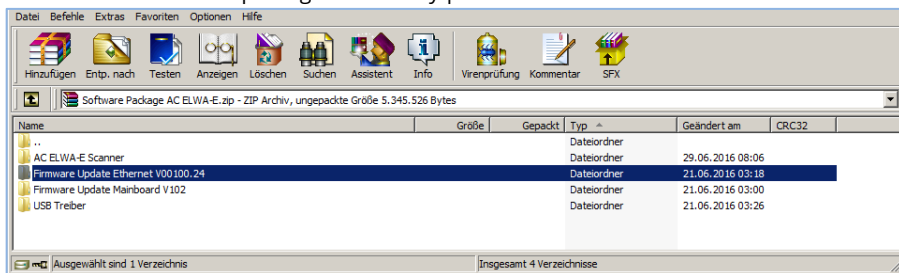 Datei Befehle Extras Favoriten Optionen Hilfe
Hinzufügen Entp. nach Testen Anzeigen Löschen Suchen Assistent Info Virenprüfung Kommentar SFX
Software Package AC ELWA-E.zip - ZIP Archiv, ungepackte Größe 5.345.526 Bytes
Name Größe Gepackt Typ Geändert am CRC32
.. Dateiordner
AC ELWA-E Scanner Dateiordner 29.06.2016 08:06
Firmware Update Ethernet V00100.24 Dateiordner 21.06.2016 03:18
Firmware Update Mainboard V102 Dateiordner 21.06.2016 03:00
USB Treiber Dateiordner 21.06.2016 03:26
Ausgewählt sind 1 Verzeichnis Insgesamt 4 Verzeichnisse